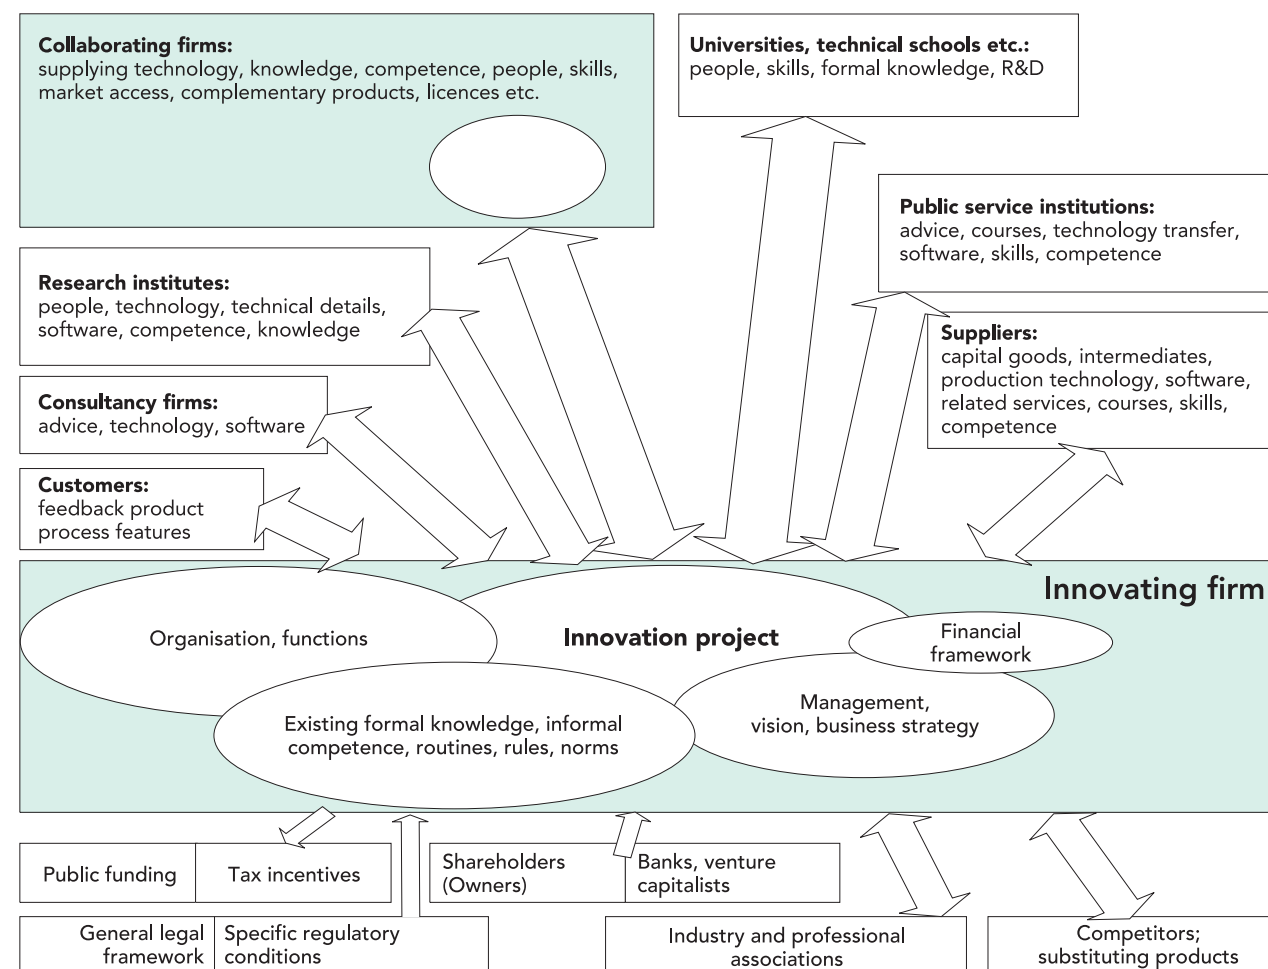 Collaborating firms:
supplying technology, knowledge, competence, people, skills,
market access, complementary products, licences etc.
Universities, technical schools etc.:
people, skills, formal knowledge, R&D
Public service institutions:
advice, courses, technology transfer,
software, skills, competence
Research institutes:
people, technology, technical details,
software, competence, knowledge
Suppliers:
capital goods, intermediates,
production technology, software,
related services, courses, skills,
competence
Consultancy firms:
advice, technology, software
Customers:
feedback product
process features
Innovating firm
Organisation, functions
Innovation project
Financial
framework
Existing formal knowledge, informal
competence, routines, rules, norms
Management,
vision, business strategy
Public funding
Tax incentives
Shareholders
(Owners)
Banks, venture
capitalists
General legal
framework
Specific regulatory
conditions
Industry and professional
associations
Competitors;
substituting products